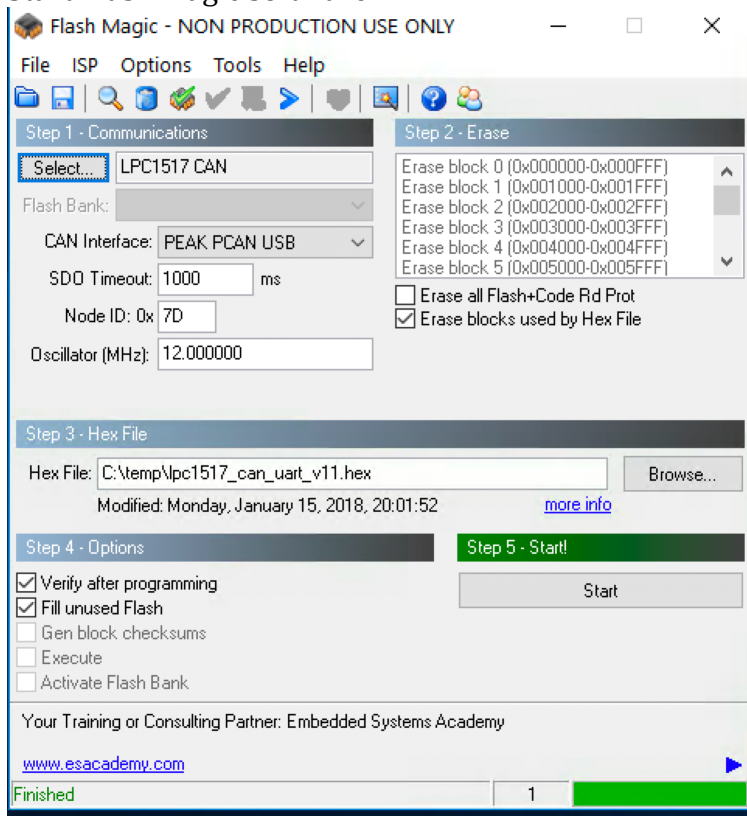 Flash Magic - NON PRODUCTION USE ONLY
File ISP Options Tools Help
Step 1 - Communications
Select... LPC1517 CAN
Flash Bank:
CAN Interface: PEAK PCAN USB
SDO Timeout: 1000 ms
Node ID: 0x 7D
Oscillator (MHz): 12.000000
Step 2 - Erase
Erase block 0 (0x000000-0x000FFF)
Erase block 1 (0x001000-0x001FFF)
Erase block 2 (0x002000-0x002FFF)
Erase block 3 (0x003000-0x003FFF)
Erase block 4 (0x004000-0x004FFF)
Erase block 5 (0x005000-0x005FFF)
Erase all Flash+Code Rd Prot
Erase blocks used by Hex File
Step 3 - Hex File
Hex File: C:\temp\lpc1517_can_uart_v11.hex Browse...
Modified: Monday, January 15, 2018, 20:01:52 more info
Step 4 - Options
Verify after programming
Fill unused Flash
Gen block checksums
Execute
Activate Flash Bank
Step 5 - Start!
Start
Your Training or Consulting Partner: Embedded Systems Academy
www.esacademy.com
Finished 1